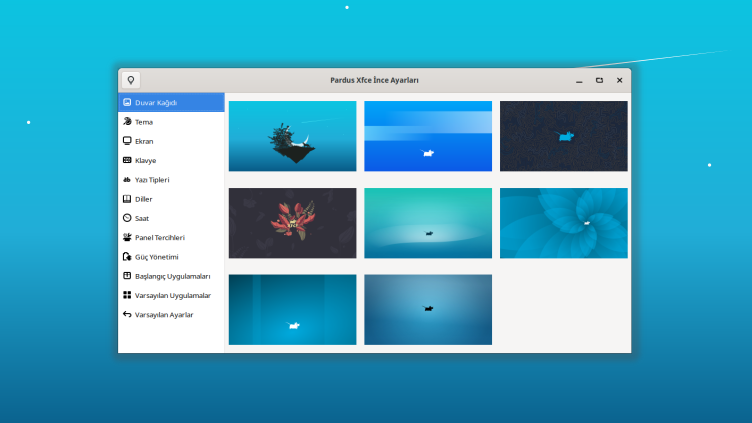 Pardus Xfce İnce Ayarları
Duvar Kağıdı
Tema
Ekran
Klavye
Yazı Tipleri
Diller
Saat
Panel Tercihleri
Güç Yönetimi
Başlangıç Uygulamaları
Varsayılan Uygulamalar
Varsayılan Ayarlar